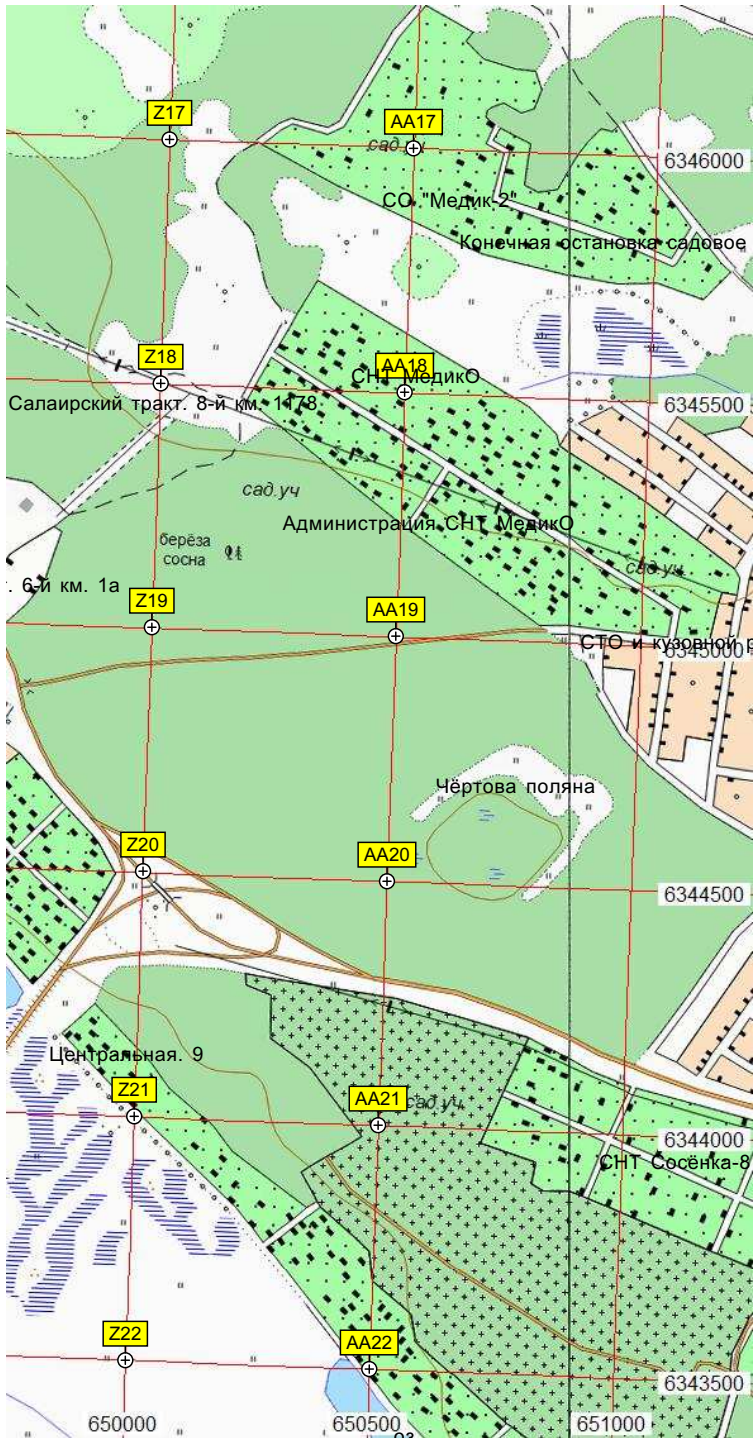 Z17
AA17
сад.уч
6346000
СО "Медик-2"
Конечная остановка садовое
Z18
AA18
СНТ МедикО
Салаирский тракт. 8-й км. 1178
6345500
сад.уч
Администрация СНТ МедикО
берёза
сосна
сад.уч
6-й км. 1а
Z19
AA19
СТО и кузовной р
6345000
Чёртова поляна
Z20
AA20
6344500
Центральная. 9
Z21
AA21
сад.уч
6344000
СНТ Сосёнка-8
Z22
AA22
6343500
650000
650500
651000